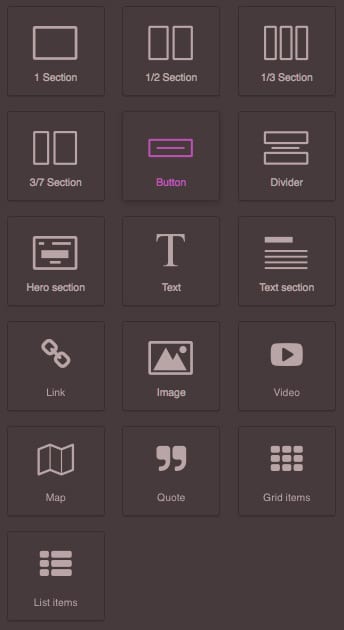 1 Section
1/2 Section
1/3 Section
3/7 Section
Button
Divider
Hero section
Text
Text section
Link
Image
Video
Map
Quote
Grid items
List items